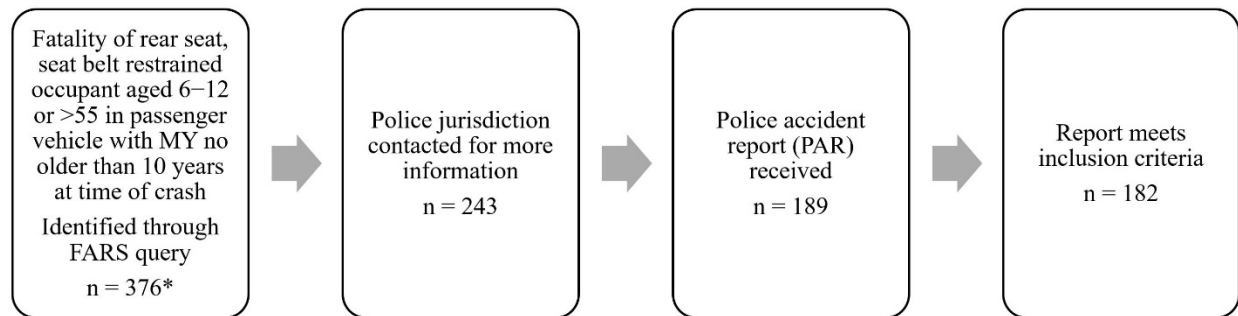 Fatality of rear seat,
seat belt restrained
occupant aged 6−12
or >55 in passenger
vehicle with MY no
older than 10 years
at time of crash
Identified through
FARS query
n = 376*
Police jurisdiction
contacted for more
information
n = 243
Police accident
report (PAR)
received
n = 189
Report meets
inclusion criteria
n = 182